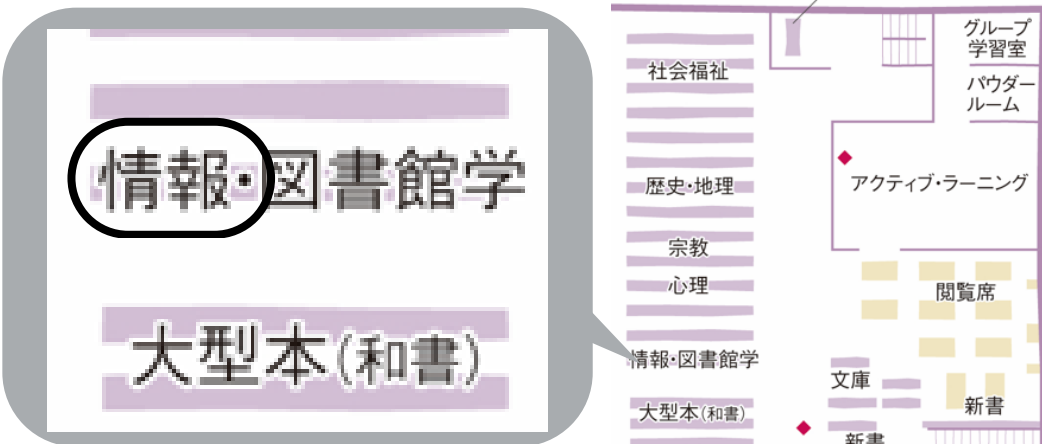 情報・図書館学
大型本(和書)
社会福祉
歴史・地理
宗教
心理
情報・図書館学
大型本(和書)
グループ
学習室
パウダー
ルーム
アクティブ・ラーニング
閲覧席
文庫
新書
新書